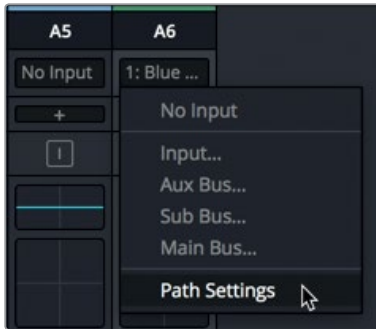 A5 A6
No Input 1: Blue ...
+
I
No Input
Input...
Aux Bus...
Sub Bus...
Main Bus...
Path Settings